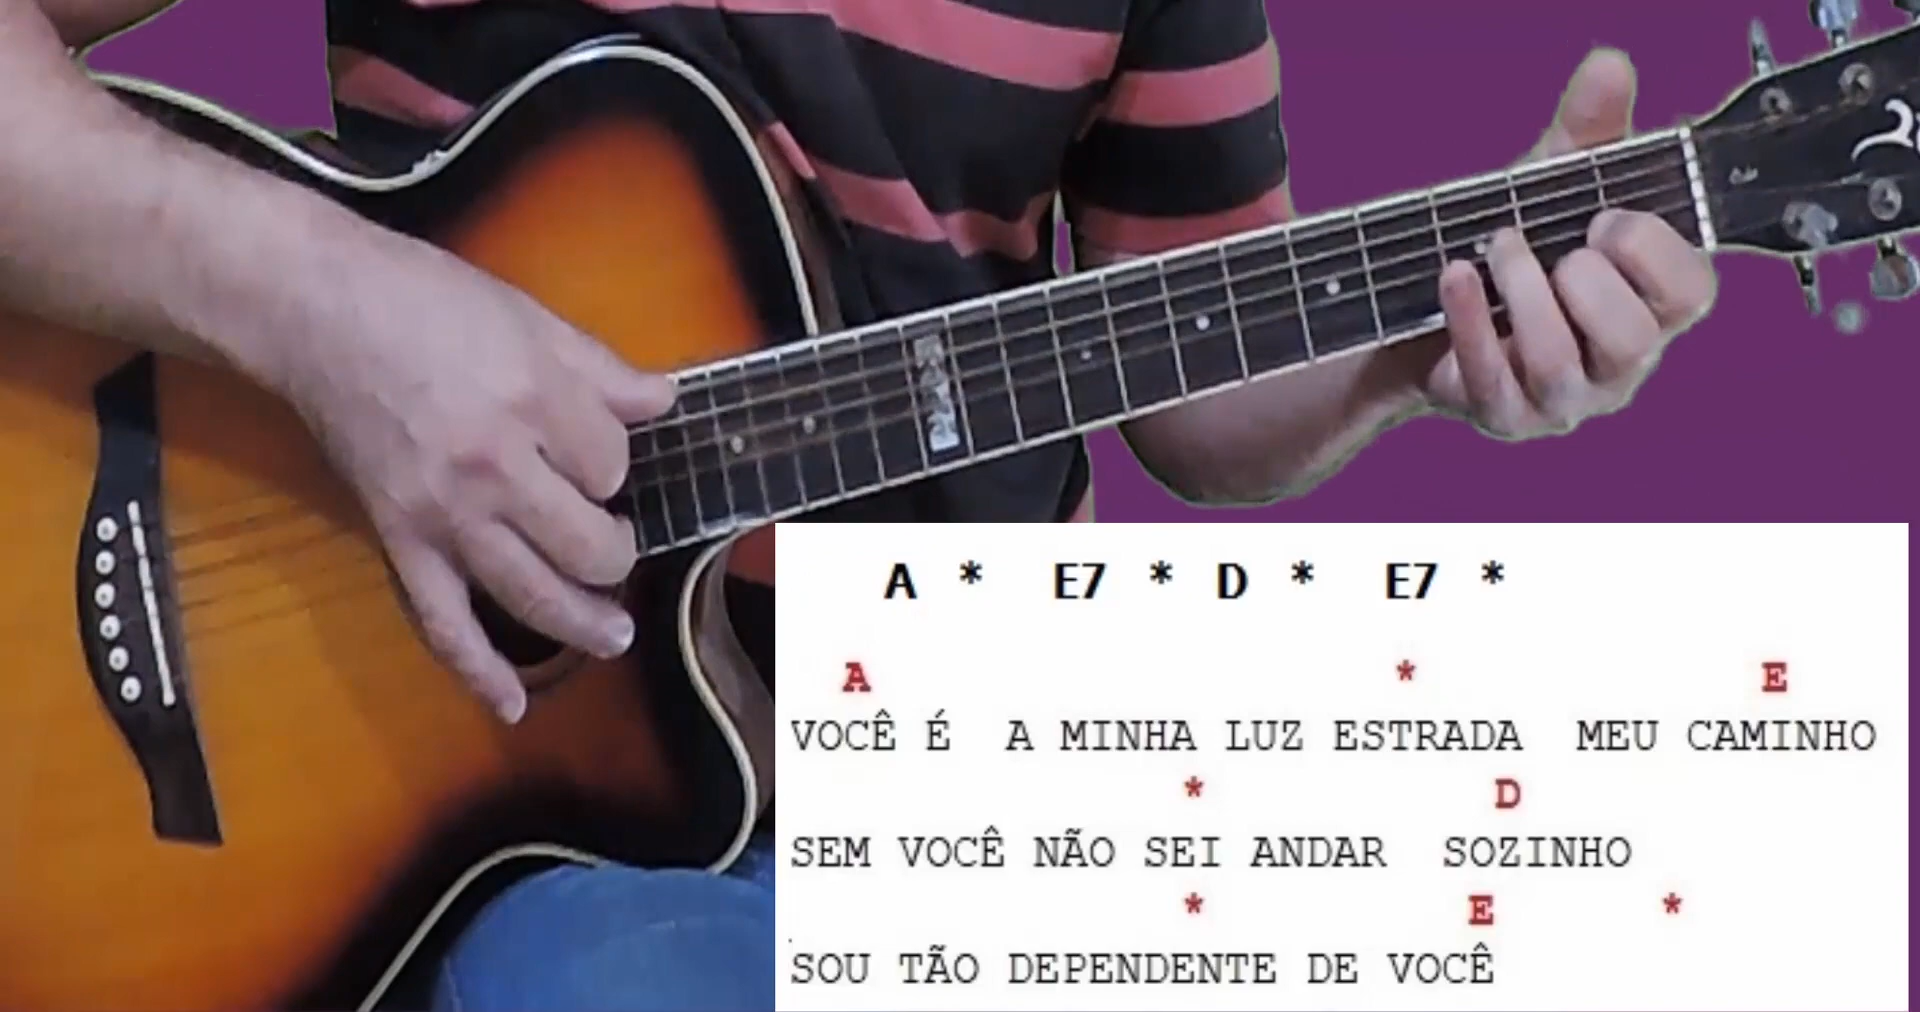 A * E7 * D * E7 *
A * E
VOCÊ É A MINHA LUZ ESTRADA MEU CAMINHO
* D
SEM VOCÊ NÃO SEI ANDAR SOZINHO
* E *
SOU TÃO DEPENDENTE DE VOCÊ